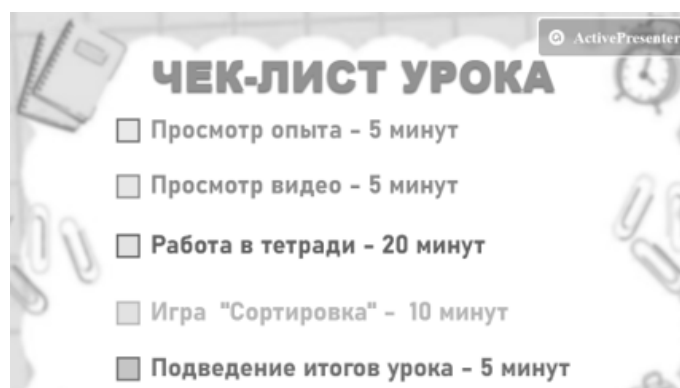 ActivePresenter
ЧЕК-ЛИСТ УРОКА
Просмотр опыта - 5 минут
Просмотр видео - 5 минут
Работа в тетради - 20 минут
Игра "Сортировка" - 10 минут
Подведение итогов урока - 5 минут